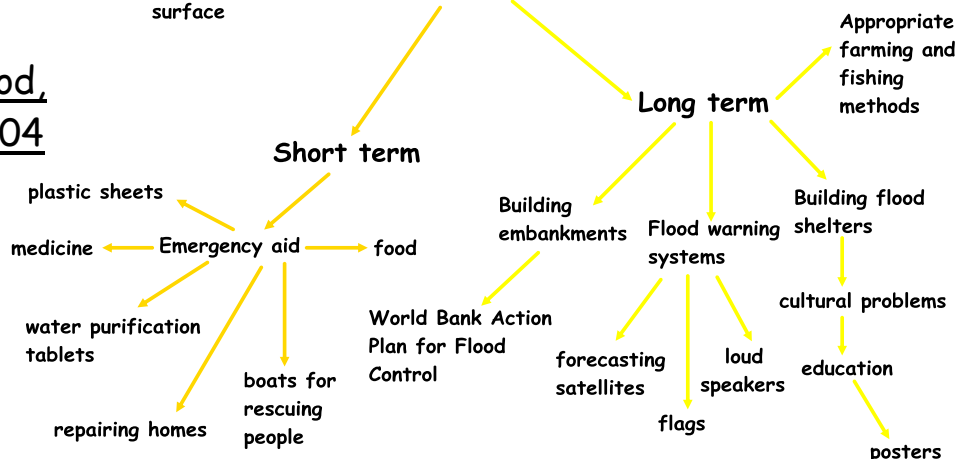 surface
od,
04
Short term
plastic sheets
medicine
Emergency aid
food
water purification
tablets
repairing homes
boats for
rescuing
people
Long term
Appropriate
farming and
fishing
methods
Building
embankments
World Bank Action
Plan for Flood
Control
Flood warning
systems
forecasting
satellites
flags
loud
speakers
Building flood
shelters
cultural problems
education
posters